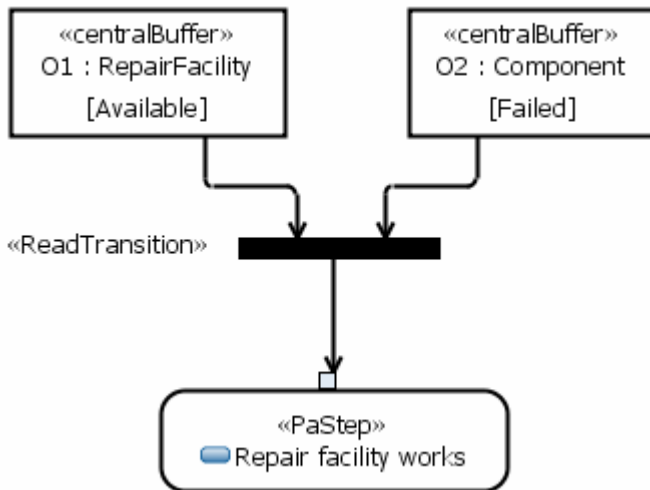 «centralBuffer»
O1 : RepairFacility
[Available]
«centralBuffer»
O2 : Component
[Failed]
«ReadTransition»
«PaStep»
Repair facility works